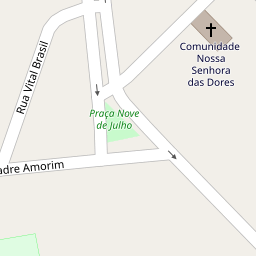 Rua Vital Brasil
Comunidade
Nossa
Senhora
das Dores
Praça Nove
de Julho
adre Amorim